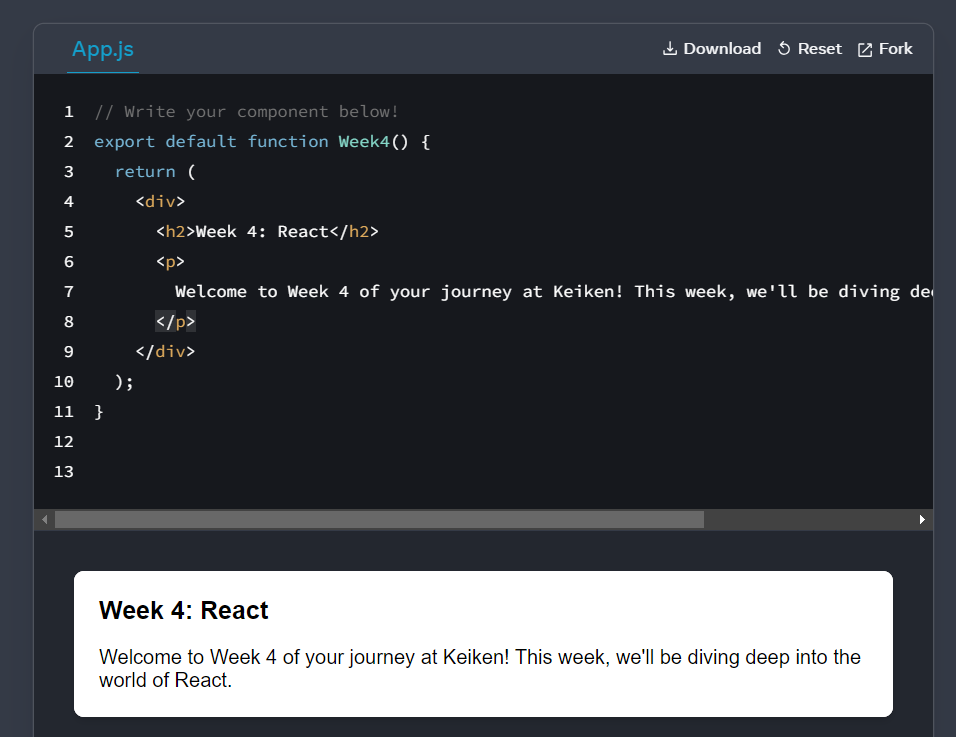 App.js
Download Reset Fork
1 // Write your component below!
2 export default function Week4() {
3 return (
4 <div>
5 <h2>Week 4: React</h2>
6 <p>
7 Welcome to Week 4 of your journey at Keiken! This week, we'll be diving
8 </p>
9 </div>
10 );
11 }
12
13
Week 4: React
Welcome to Week 4 of your journey at Keiken! This week, we'll be diving deep into the
world of React.